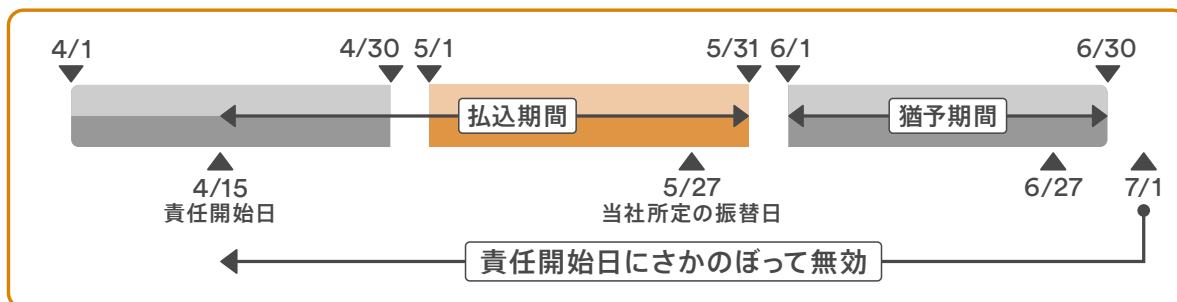 4/1 4/30 5/1 5/31 6/1 6/30
払込期間 猶予期間
4/15 5/27 6/27 7/1
責任開始日 当社所定の振替日
責任開始日にさかのぼって無効